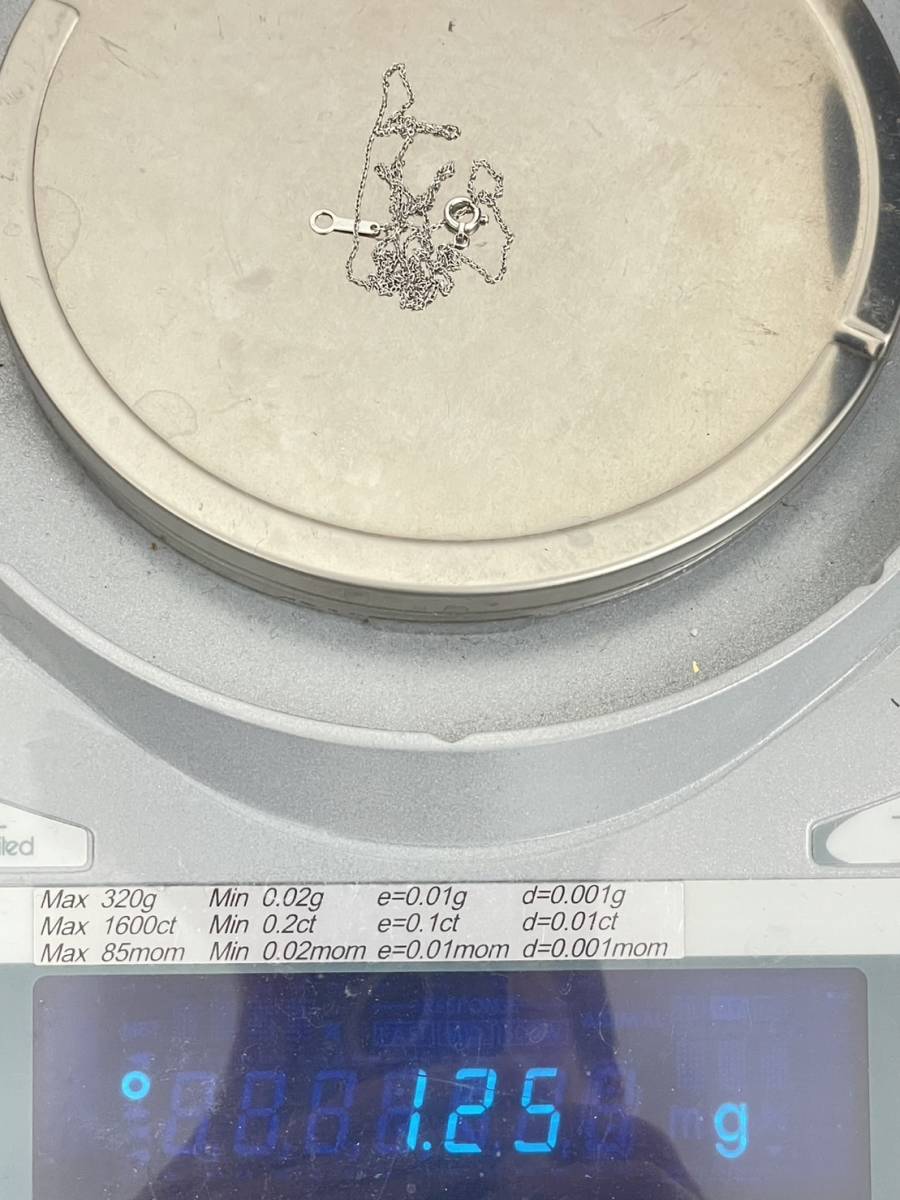 Max 320g Min 0.02g e=0.01g d=0.001g
Max 1600ct Min 0.2ct e=0.1ct d=0.01ct
Max 85mom Min 0.02mom e=0.01mom d=0.001mom
1.25 g